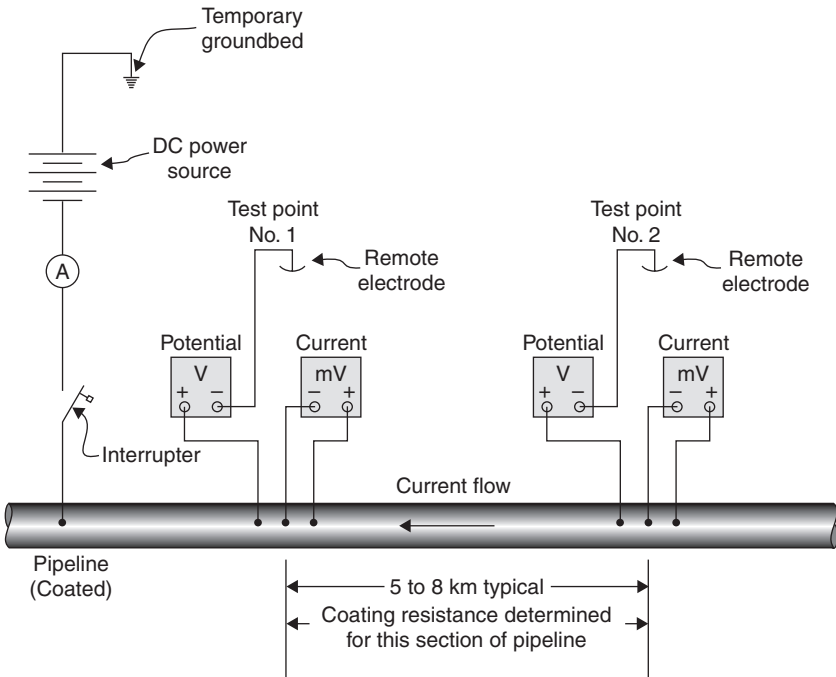 Temporary
groundbed
DC power
source
Test point
No. 1
Test point
No. 2
A
Remote
electrode
Remote
electrode
Potential
Current
Potential
Current
V
+ −
mV
− +
V
+ −
mV
− +
Interrupter
Current flow
Pipeline
(Coated)
5 to 8 km typical
Coating resistance determined
for this section of pipeline